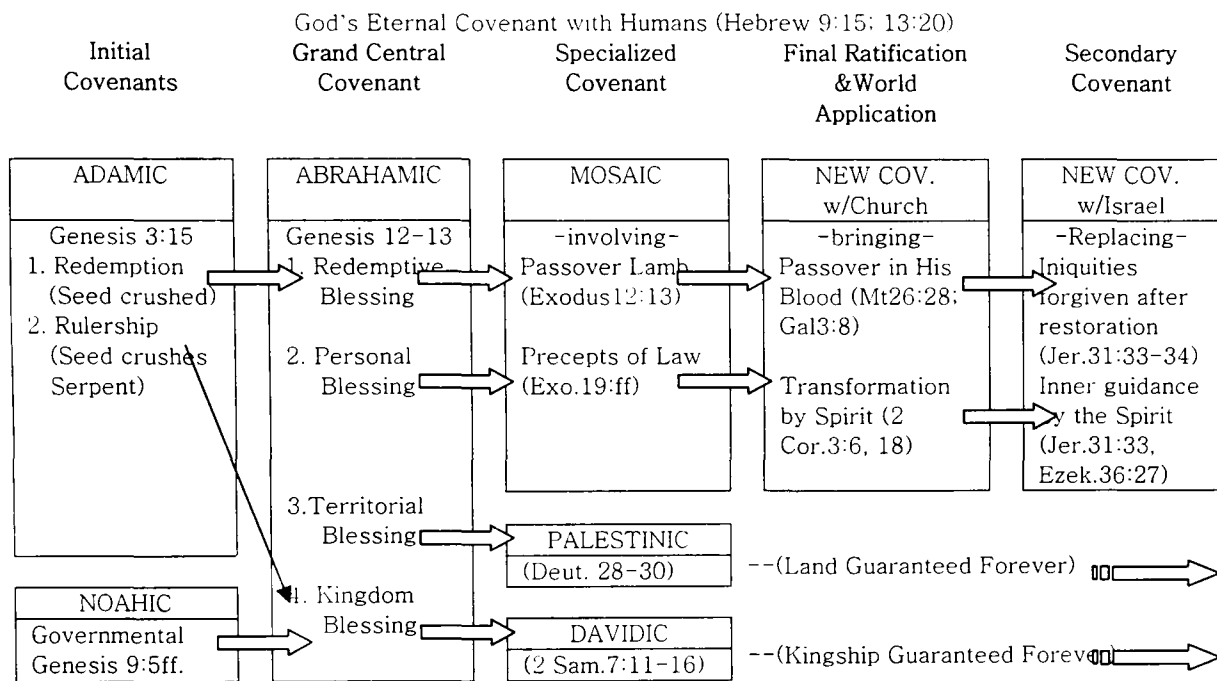 God's Eternal Covenant with Humans (Hebrew 9:15; 13:20)
Initial
Covenants
Grand Central
Covenant
Specialized
Covenant
Final Ratification
&World
Application
Secondary
Covenant
ADAMIC
Genesis 3:15
1. Redemption
(Seed crushed)
2. Rulership
(Seed crushes
Serpent)
NOAHIC
Governmental
Genesis 9:5ff.
ABRAHAMIC
Genesis 12-13
1. Redemptive
Blessing
2. Personal
Blessing
3.Territorial
Blessing
4. Kingdom
Blessing
MOSAIC
-involving-
Passover Lamb
(Exodus12:13)
Precepts of Law
(Exo.19:ff)
PALESTINIC
(Deut. 28-30)
DAVIDIC
(2 Sam.7:11-16)
NEW COV.
w/Church
-bringing-
Passover in His
Blood (Mt26:28;
Gal3:8)
Transformation
by Spirit (2
Cor.3:6, 18)
NEW COV.
w/Israel
-Replacing-
Iniquities
forgiven after
restoration
(Jer.31:33-34)
Inner guidance
by the Spirit
(Jer.31:33,
Ezek.36:27)
--(Land Guaranteed Forever)
--(Kingship Guaranteed Forever)